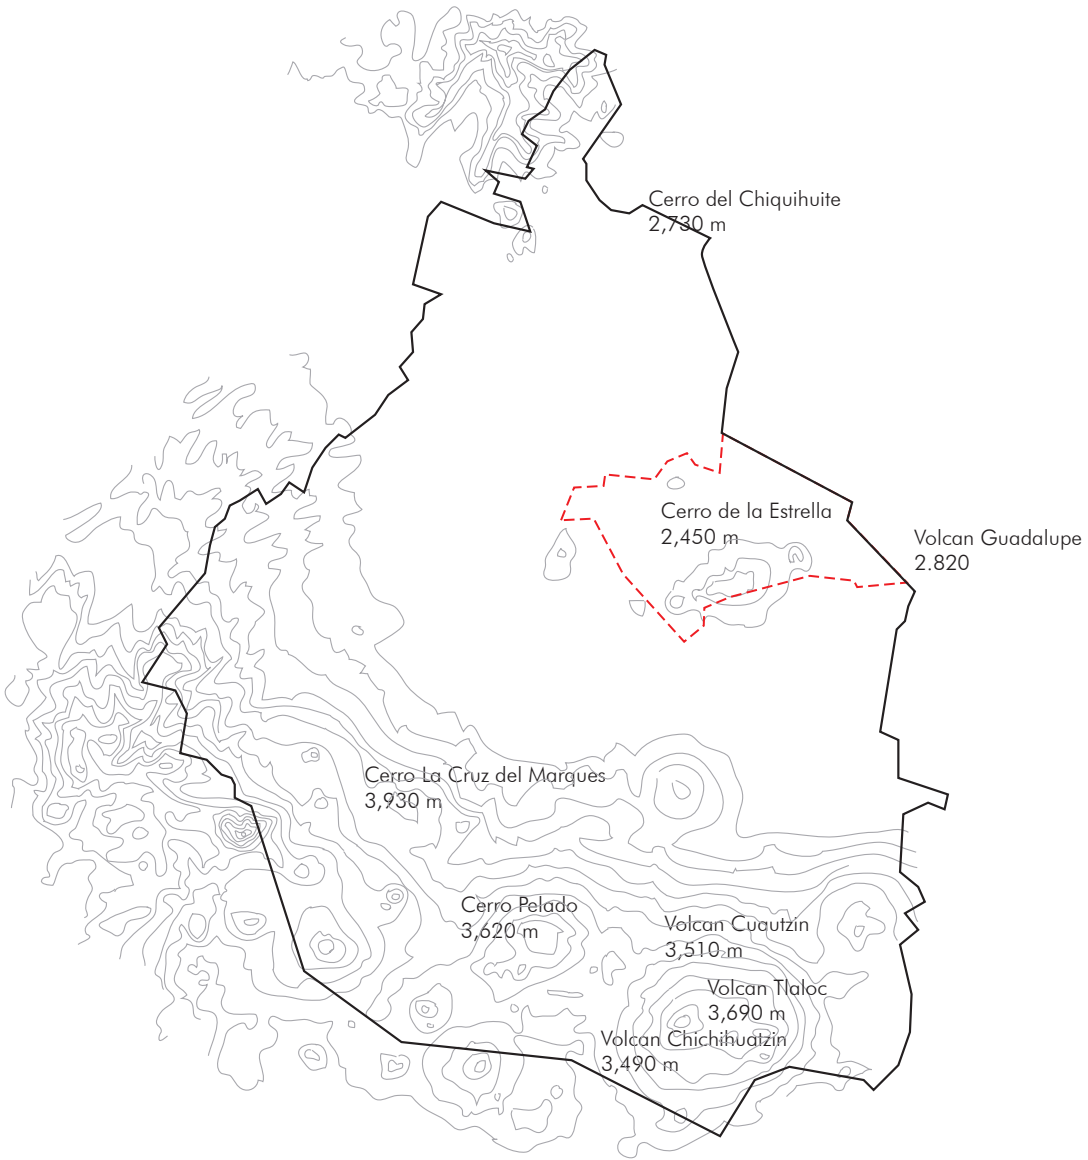 Cerro del Chiquihuite
2,730 m
Cerro de la Estrella
2,450 m
Volcan Guadalupe
2.820
Cerro La Cruz del Marques
3,930 m
Cerro Pelado
3,620 m
Volcan Cuautzin
3,510 m
Volcan Tlaloc
3,690 m
Volcan Chichihuatzin
3,490 m